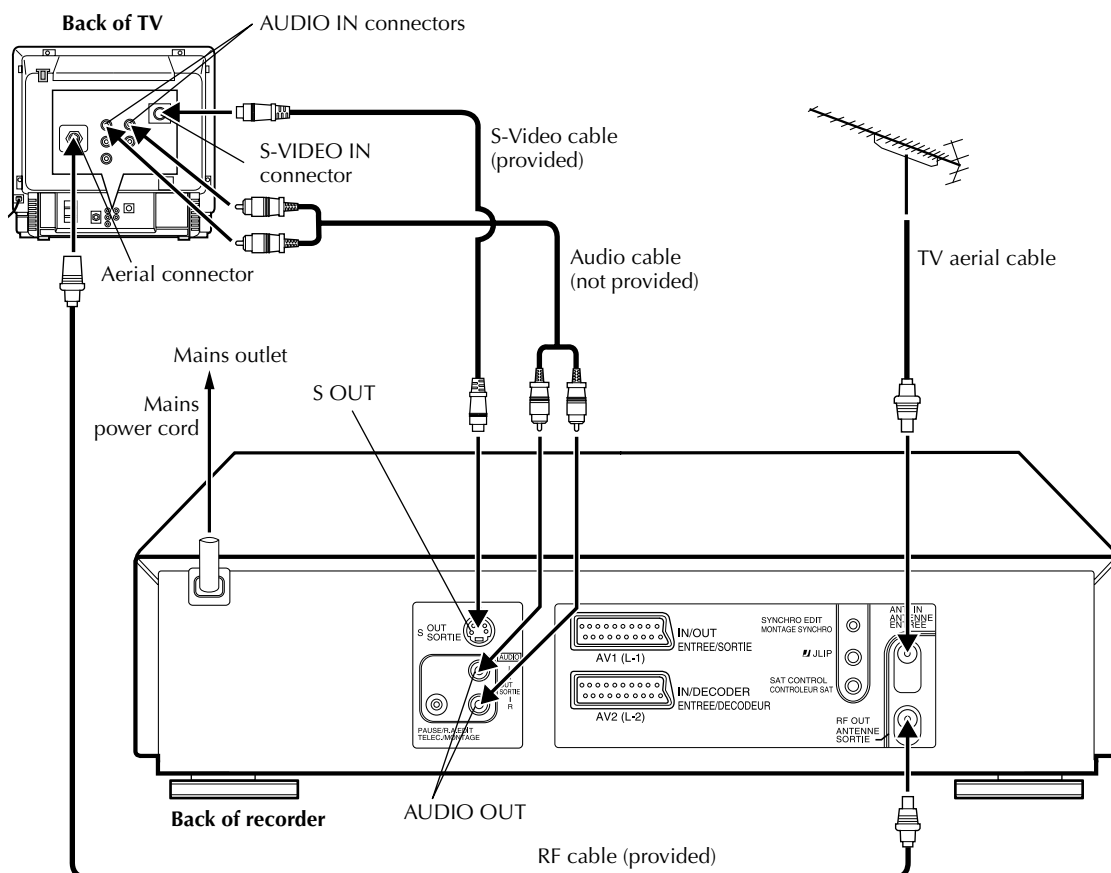 Back of TV
AUDIO IN connectors
S-Video cable
(provided)
S-VIDEO IN
connector
Aerial connector
Audio cable
(not provided)
TV aerial cable
Mains outlet
Mains
power cord
S OUT
S OUT
SORTIE
AUDIO
L
OUT
SORTIE
R
PAUSE/R.A.EDIT
TELEC./MONTAGE
IN/OUT
ENTREE/SORTIE
AV1 (L-1)
IN/DECODER
ENTREE/DECODEUR
AV2 (L-2)
SYNCHRO EDIT
MONTAGE SYNCHRO
JLIP
SAT CONTROL
CONTROLEUR SAT
ANT.IN
ANTENNE
ENTREE
RF OUT
ANTENNE
SORTIE
AUDIO OUT
Back of recorder
RF cable (provided)